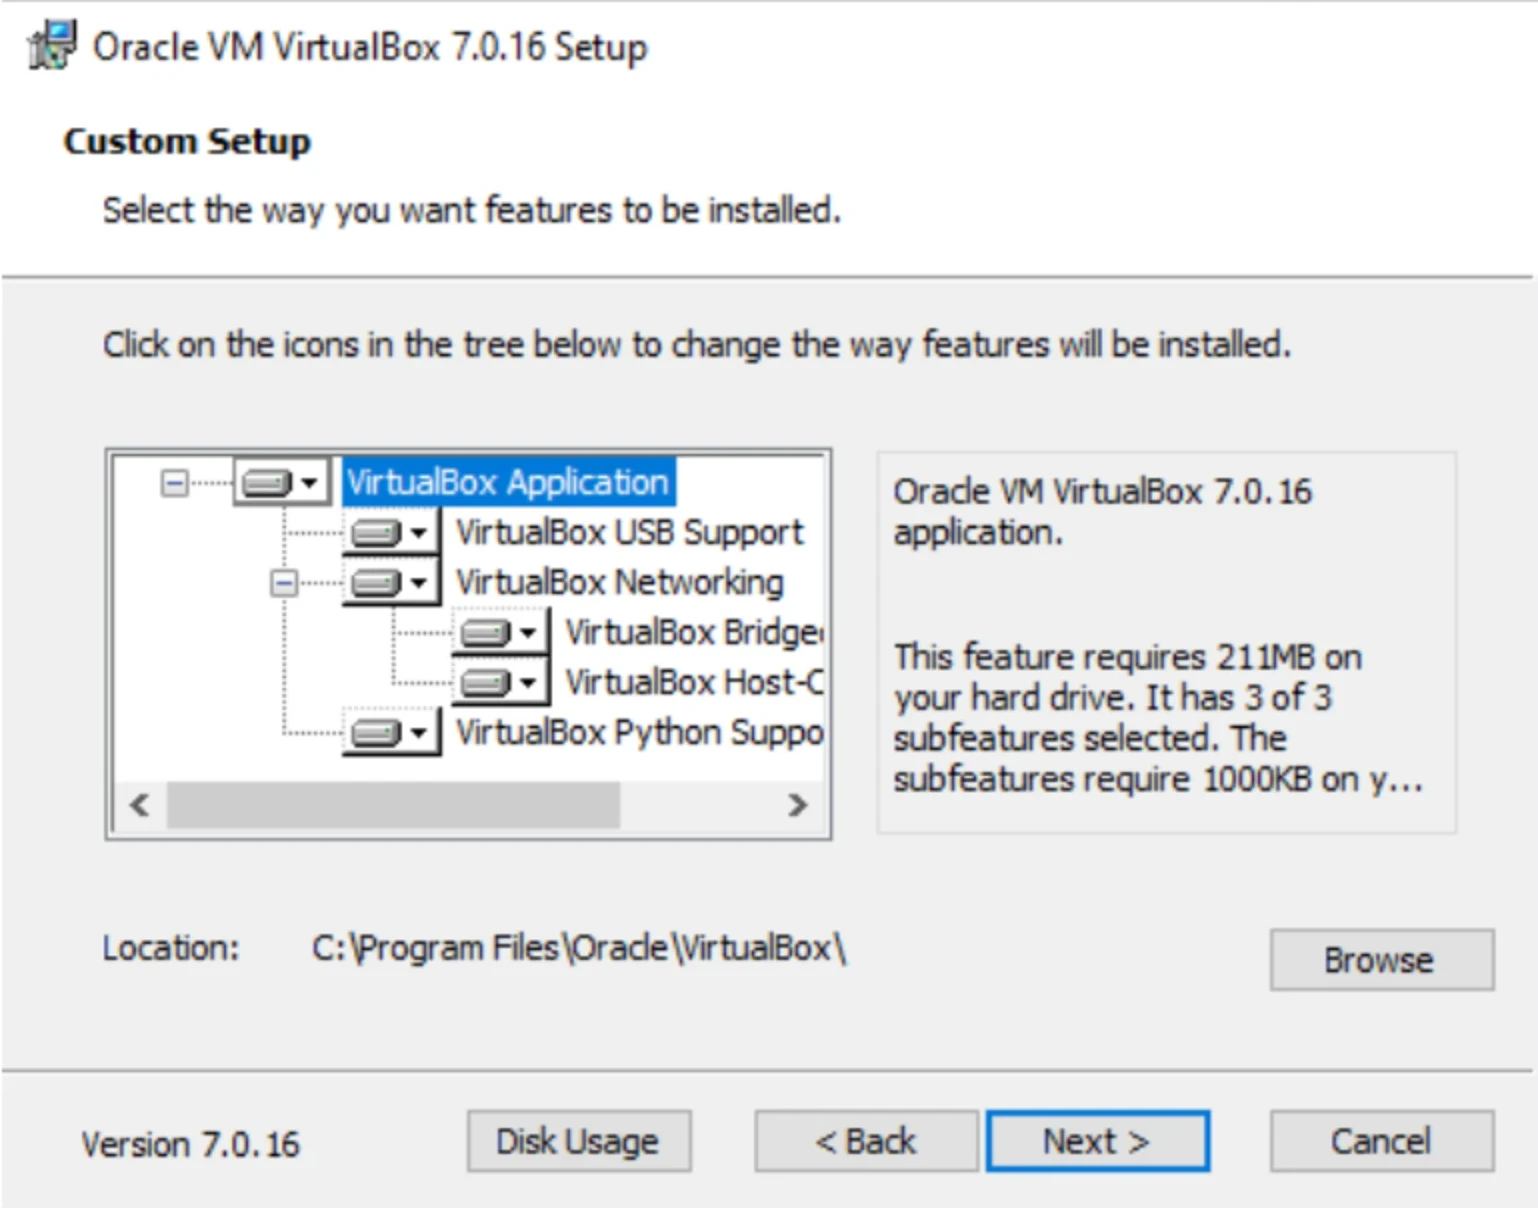 Oracle VM VirtualBox 7.0.16 Setup
Custom Setup
Select the way you want features to be installed.
Click on the icons in the tree below to change the way features will be installed.
VirtualBox Application
VirtualBox USB Support
VirtualBox Networking
VirtualBox Bridged
VirtualBox Host-C
VirtualBox Python Suppo
Oracle VM VirtualBox 7.0.16
application.
This feature requires 211MB on
your hard drive. It has 3 of 3
subfeatures selected. The
subfeatures require 1000KB on y...
Location: C:\Program Files\Oracle\VirtualBox\
Browse
Version 7.0.16
Disk Usage
< Back
Next >
Cancel